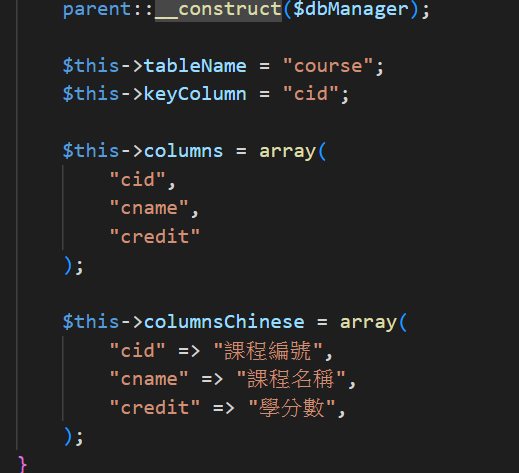 parent::__construct($dbManager);
$this->tableName = "course";
$this->keyColumn = "cid";
$this->columns = array(
"cid",
"cname",
"credit"
);
$this->columnsChinese = array(
"cid" => "課程編號",
"cname" => "課程名稱",
"credit" => "學分數",
);
}